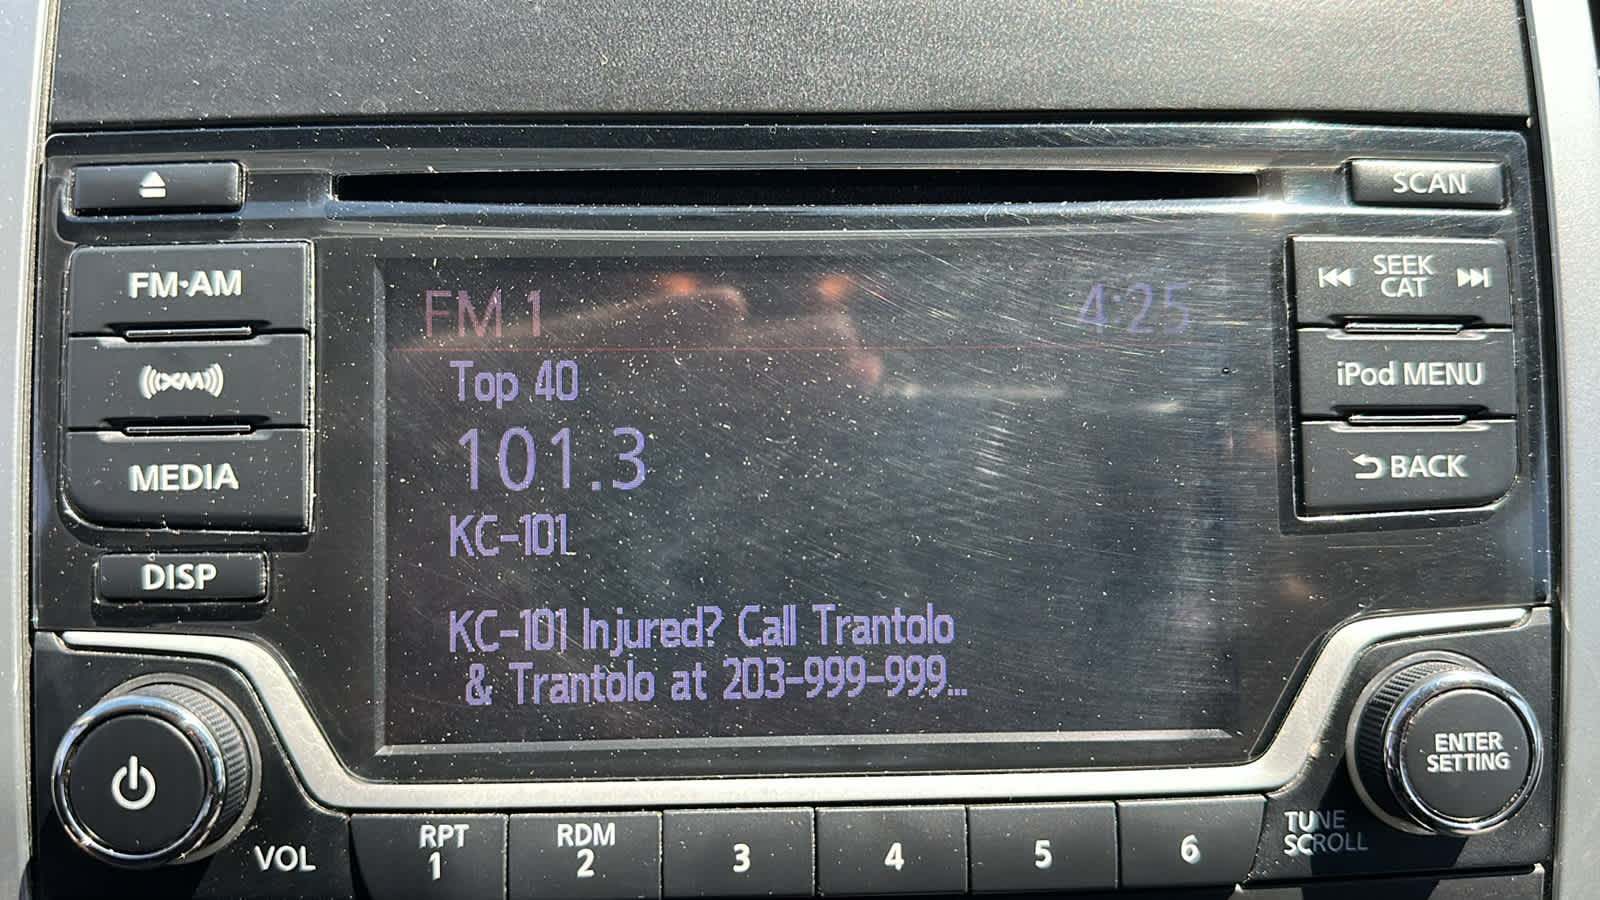 SCAN
FM·AM
SEEK
CAT
FM 1
4:25
XM
Top 40
iPod MENU
101.3
MEDIA
BACK
KC-101
DISP
KC-101 Injured? Call Trantolo
& Trantolo at 203-999-999...
ENTER
SETTING
VOL
RPT
1
RDM
2
3
4
5
6
TUNE
SCROLL